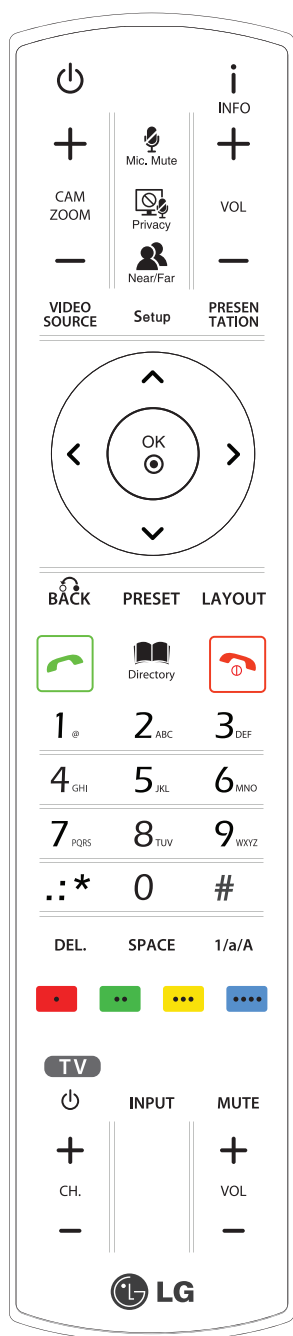 i
INFO
Mic. Mute
CAM
ZOOM
VOL
Privacy
Near/Far
VIDEO
SOURCE
Setup
PRESEN
TATION
OK
BACK
PRESET
LAYOUT
Directory
1 @
2 ABC
3 DEF
4 GHI
5 JKL
6 MNO
7 PQRS
8 TUV
9 WXYZ
.:*
0
#
DEL.
SPACE
1/a/A
TV
INPUT
MUTE
CH.
VOL
LG